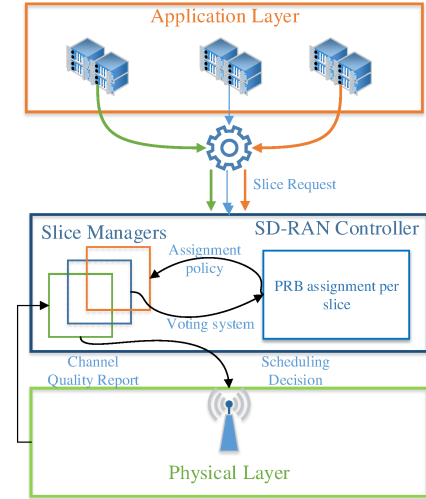 Application Layer
Slice Request
Slice Managers
SD-RAN Controller
Assignment
policy
PRB assignment per
slice
Voting system
Channel
Quality Report
Scheduling
Decision
Physical Layer